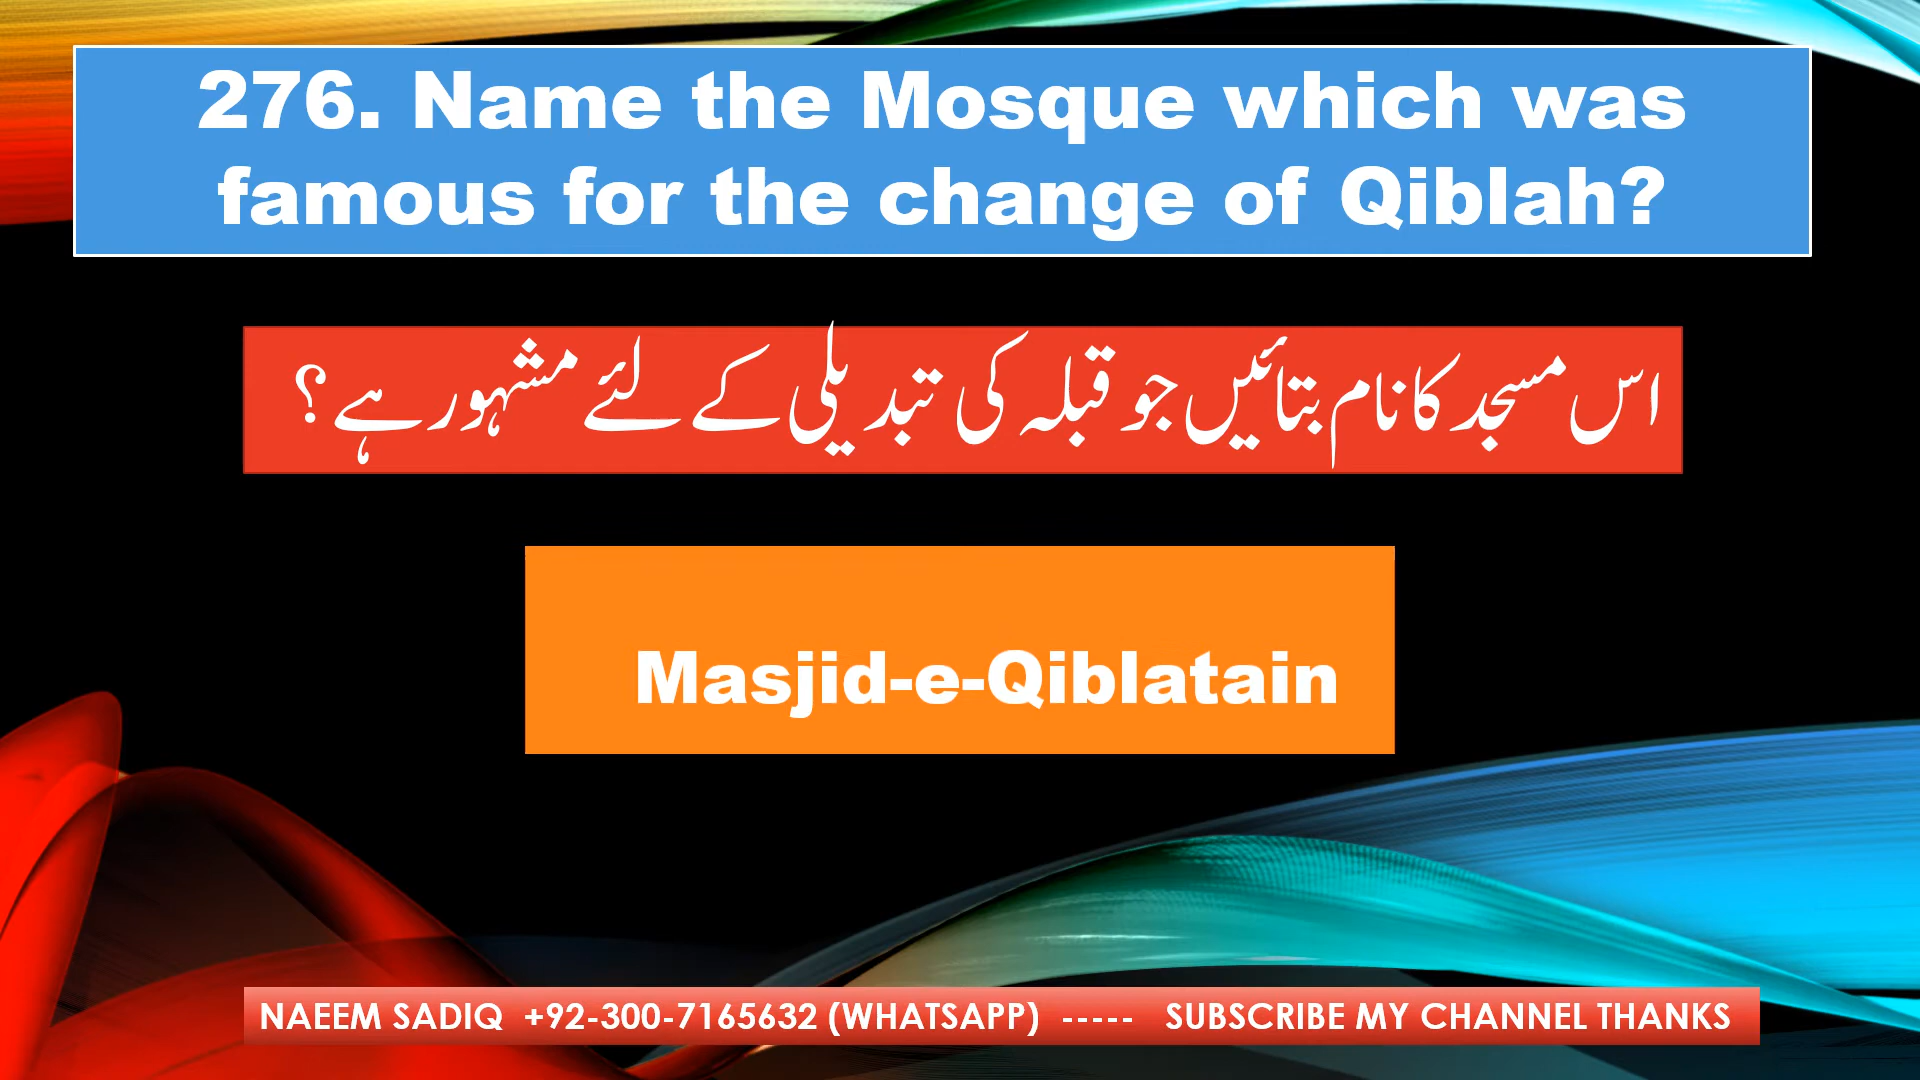 276. Name the Mosque which was
famous for the change of Qiblah?
اس مسجد کا نام بتائیں جو قبلہ کی تبدیلی کے لئے مشہور ہے؟
Masjid-e-Qiblatain
NAEEM SADIQ +92-300-7165632 (WHATSAPP) ----- SUBSCRIBE MY CHANNEL THANKS